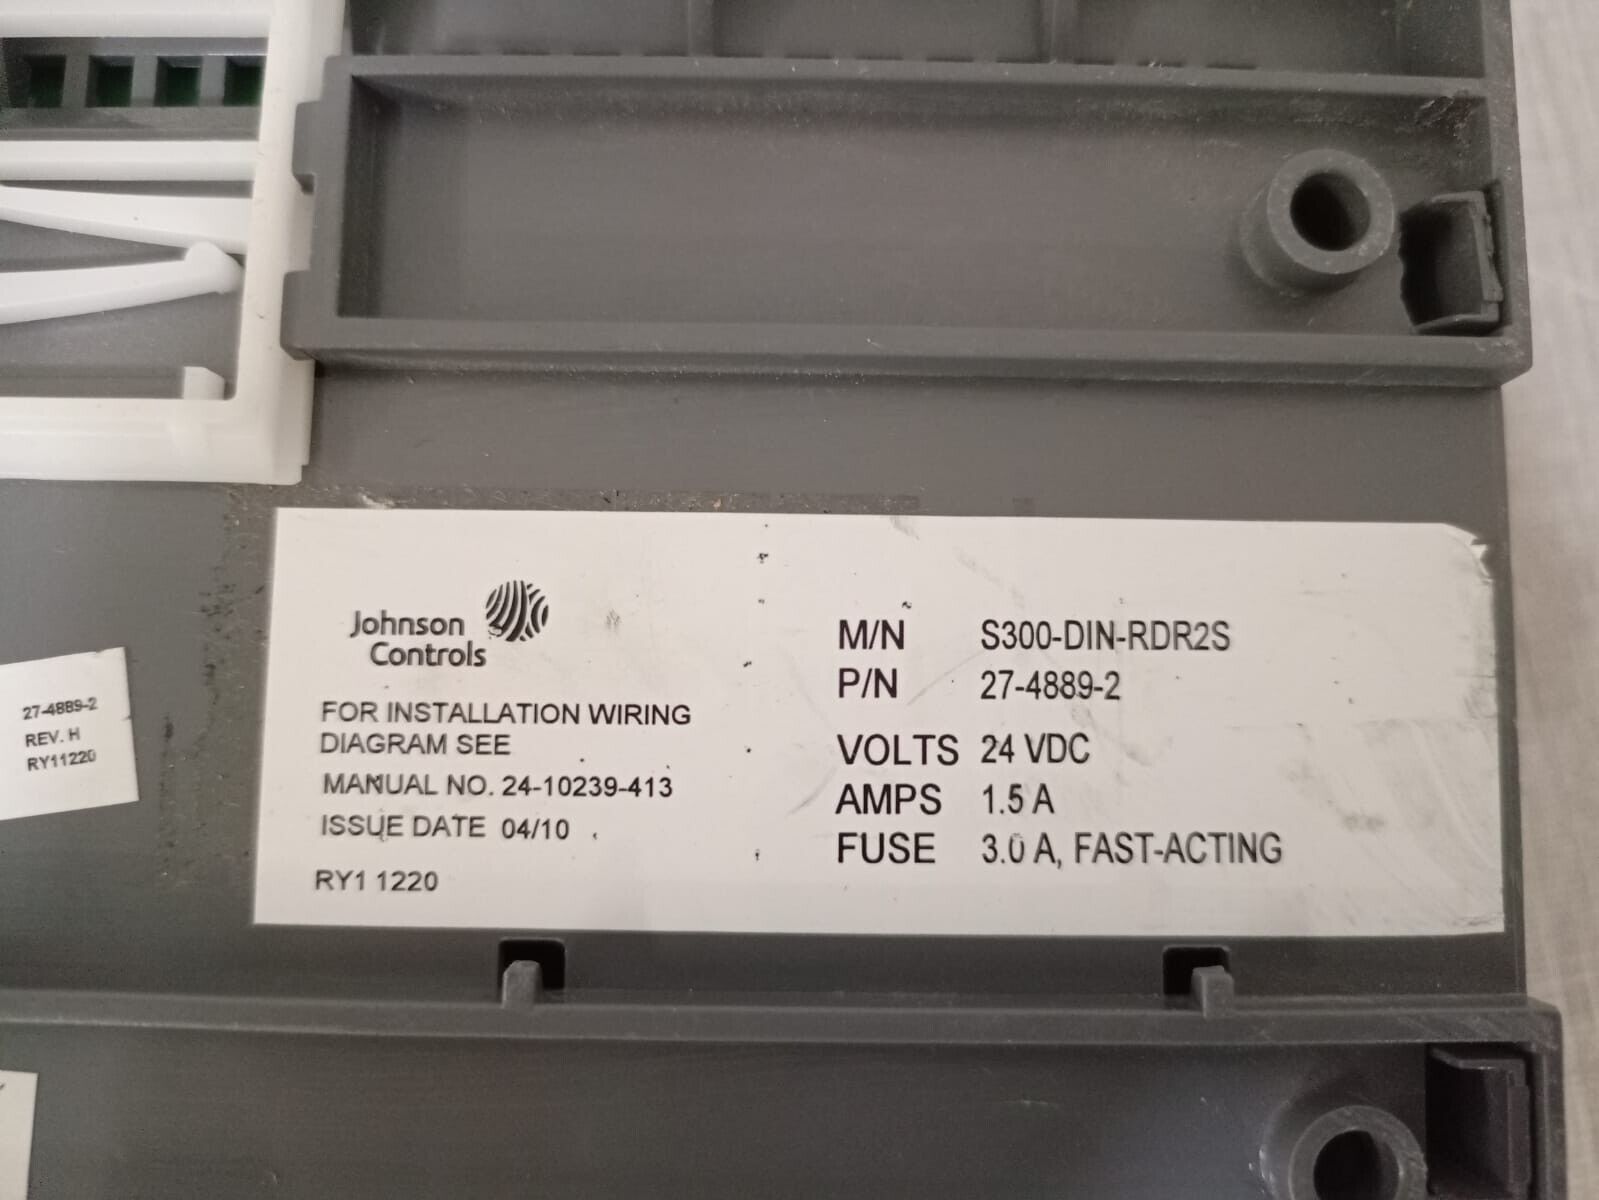 Johnson
Controls
FOR INSTALLATION WIRING
DIAGRAM SEE
MANUAL NO. 24-10239-413
ISSUE DATE 04/10
RY1 1220
M/N S300-DIN-RDR2S
P/N 27-4889-2
VOLTS 24 VDC
AMPS 1.5 A
FUSE 3.0 A, FAST-ACTING
27-4889-2
REV. H
RY11220